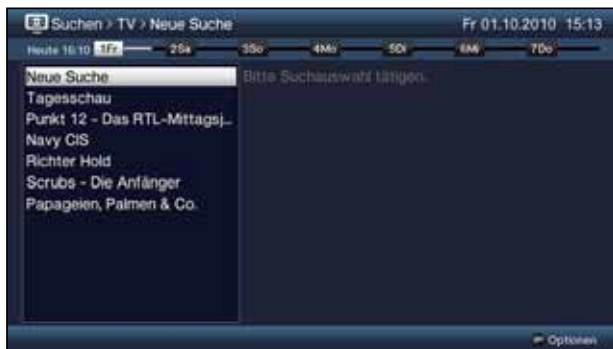 Suchen > TV > Neue Suche
Fr 01.10.2010 15:13
Heute 16:10 1Fr 2Sa 3So 4Mo 5Di 6Mi 7Do
Neue Suche
Bitte Suchauswahl tätigen.
Tagesschau
Punkt 12 - Das RTL-Mittagsj...
Navy CIS
Richter Hold
Scrubs - Die Anfänger
Papageien, Palmen & Co.
Optionen